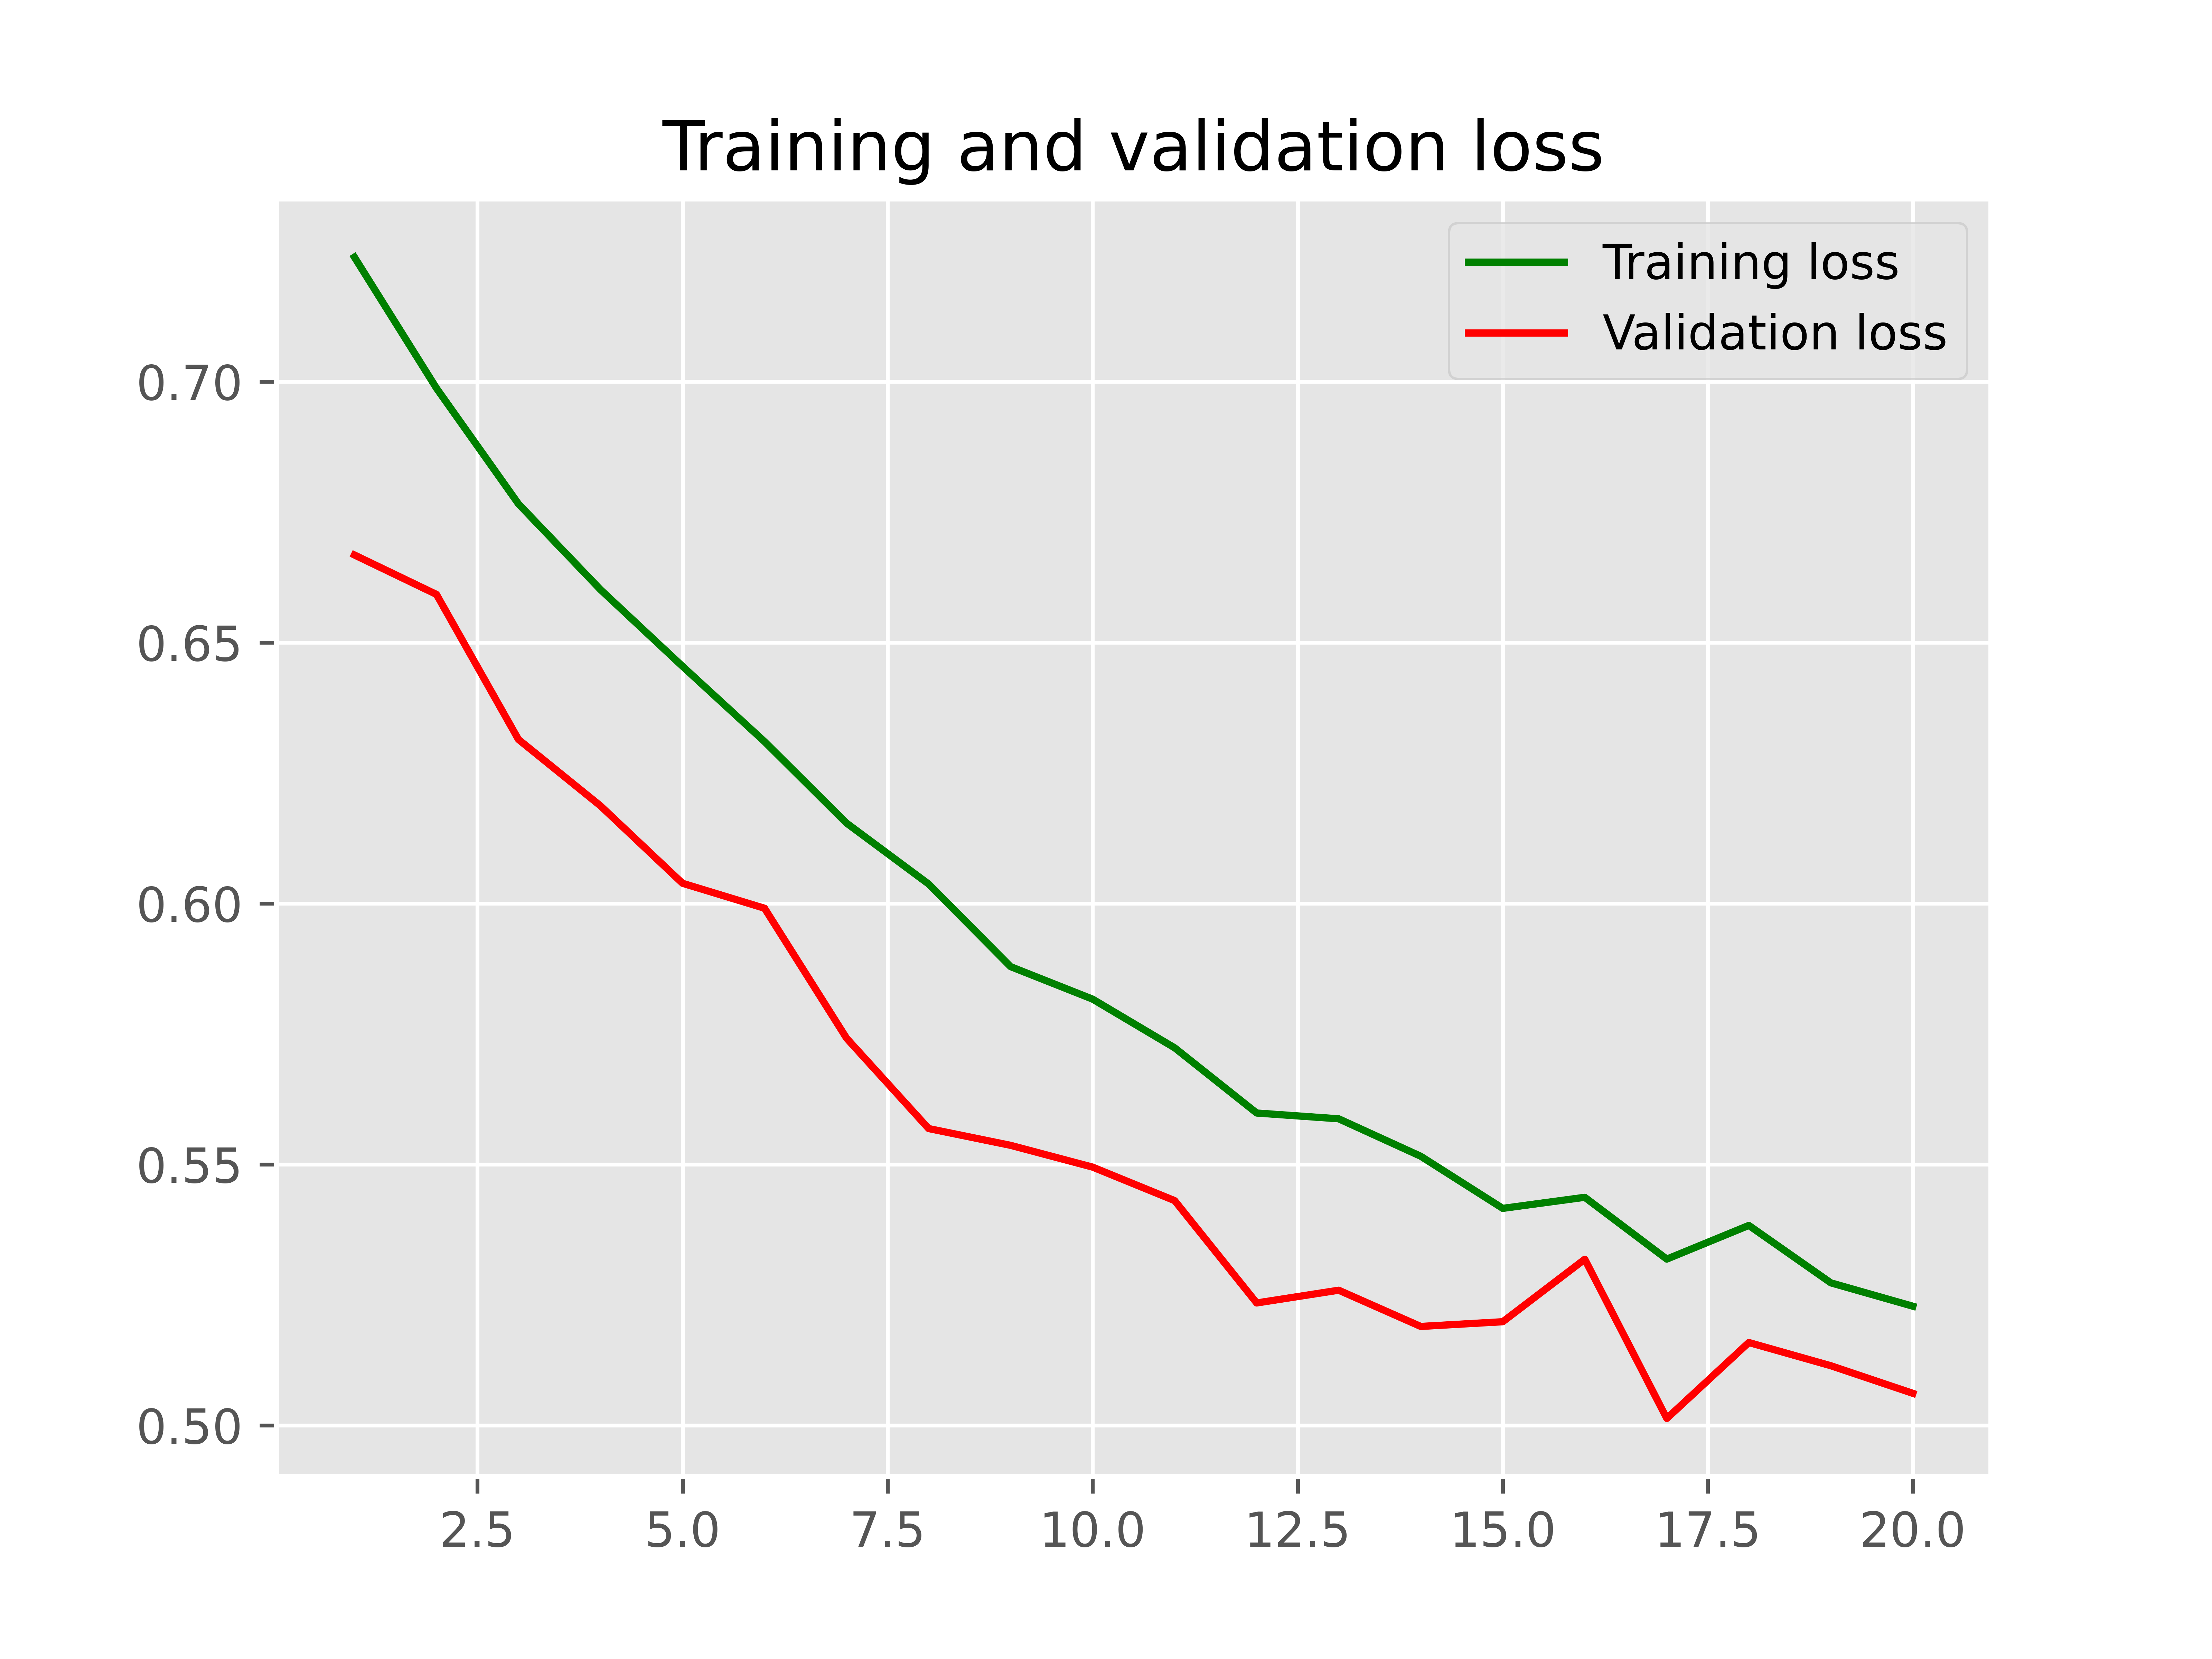 Training and validation loss
Training loss
Validation loss
0.70
0.65
0.60
0.55
0.50
2.5 5.0 7.5 10.0 12.5 15.0 17.5 20.0